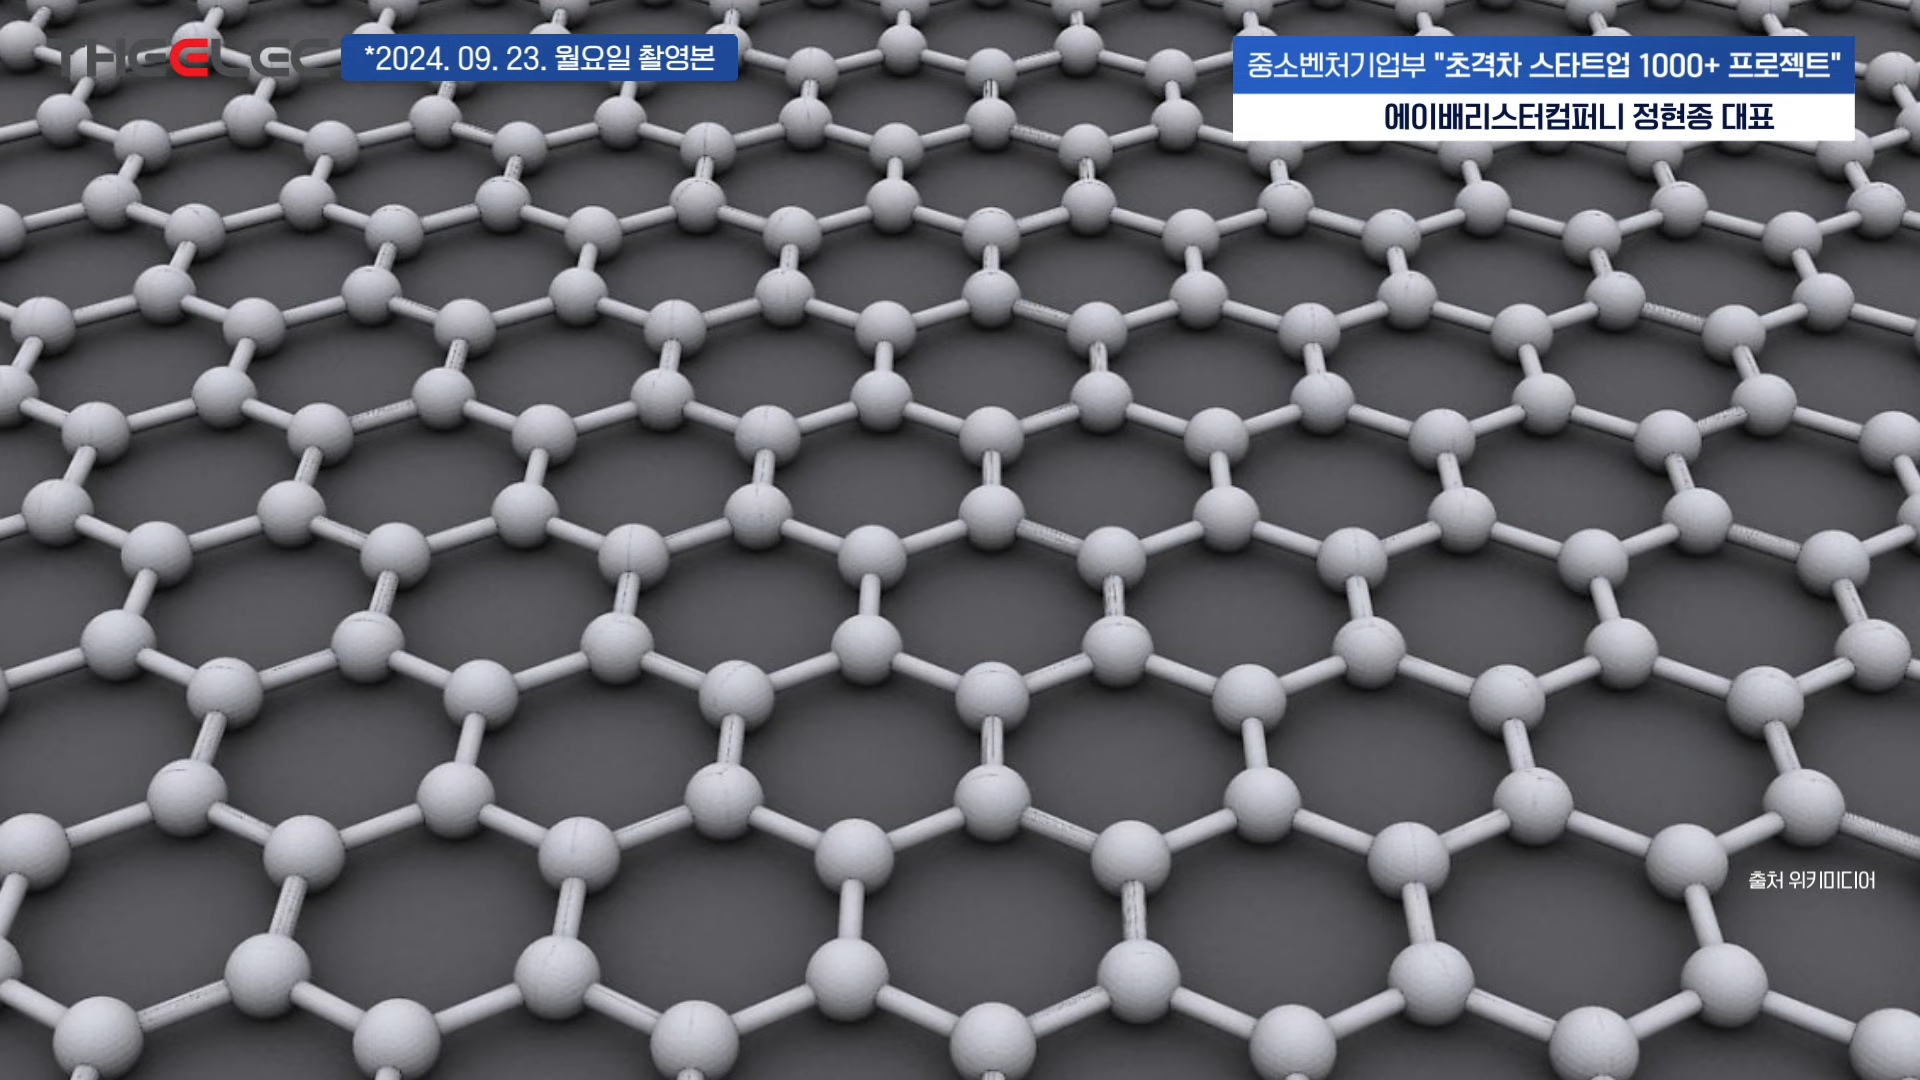 THEELEC
*2024. 09. 23. 월요일 촬영본
중소벤처기업부 "초격차 스타트업 1000+ 프로젝트"
에이배리스터컴퍼니 정현종 대표
출처 위키미디어